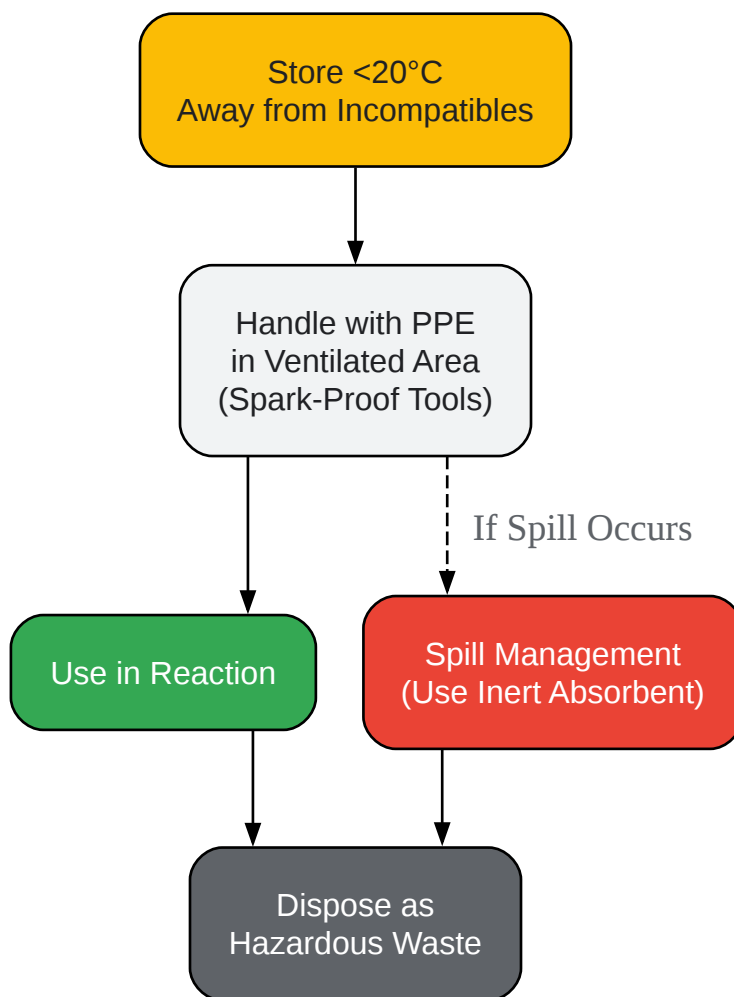 Store <20°C
Away from Incompatibles
Handle with PPE
in Ventilated Area
(Spark-Proof Tools)
If Spill Occurs
Use in Reaction
Spill Management
(Use Inert Absorbent)
Dispose as
Hazardous Waste